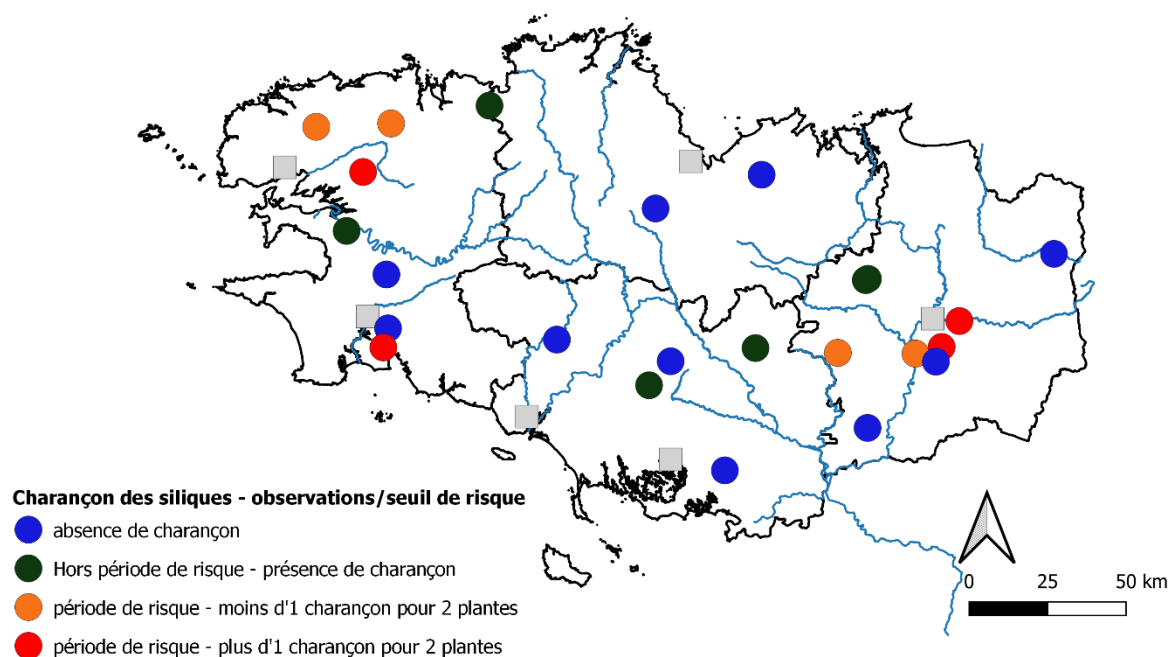 Charançon des siliques - observations/seuil de risque
absence de charançon
Hors période de risque - présence de charançon
période de risque - moins d'1 charançon pour 2 plantes
période de risque - plus d'1 charançon pour 2 plantes
0 25 50 km